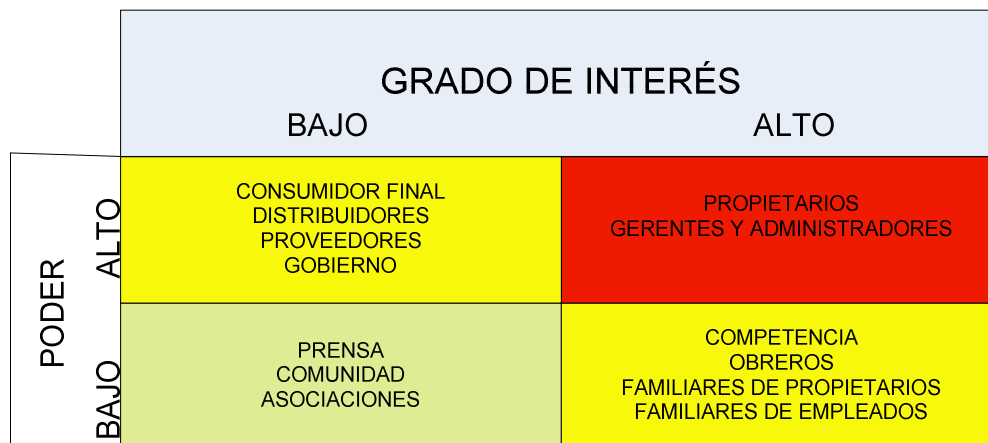 GRADO DE INTERÉS
BAJO
ALTO
PODER
ALTO
CONSUMIDOR FINAL
DISTRIBUIDORES
PROVEEDORES
GOBIERNO
PROPIETARIOS
GERENTES Y ADMINISTRADORES
BAJO
PRENSA
COMUNIDAD
ASOCIACIONES
COMPETENCIA
OBREROS
FAMILIARES DE PROPIETARIOS
FAMILIARES DE EMPLEADOS